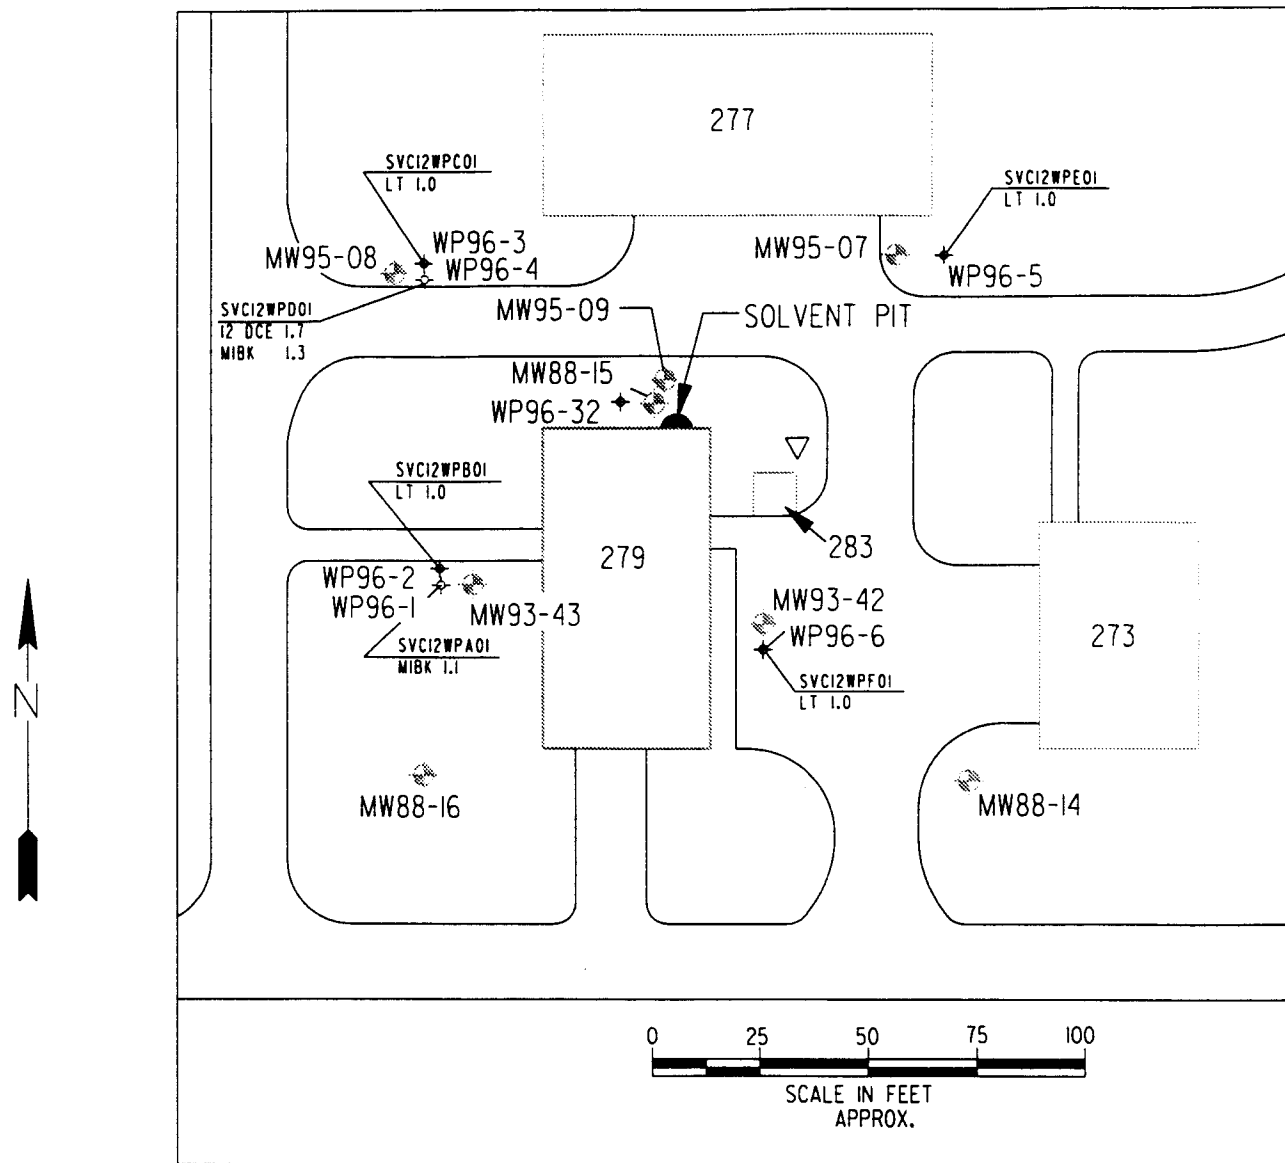 277
SVC12WPC01
LT 1.0
SVC12WPE01
LT 1.0
WP96-3
MW95-08
WP96-4
MW95-07
WP96-5
SVC12WPD01
12 DCE 1.7
MIBK 1.3
MW95-09
SOLVENT PIT
MW88-15
WP96-32
SVC12WPB01
LT 1.0
283
279
WP96-2
WP96-1
MW93-43
MW93-42
WP96-6
273
SVC12WPA01
MIBK 1.1
SVC12WPF01
LT 1.0
N
MW88-16
MW88-14
0 25 50 75 100
SCALE IN FEET
APPROX.